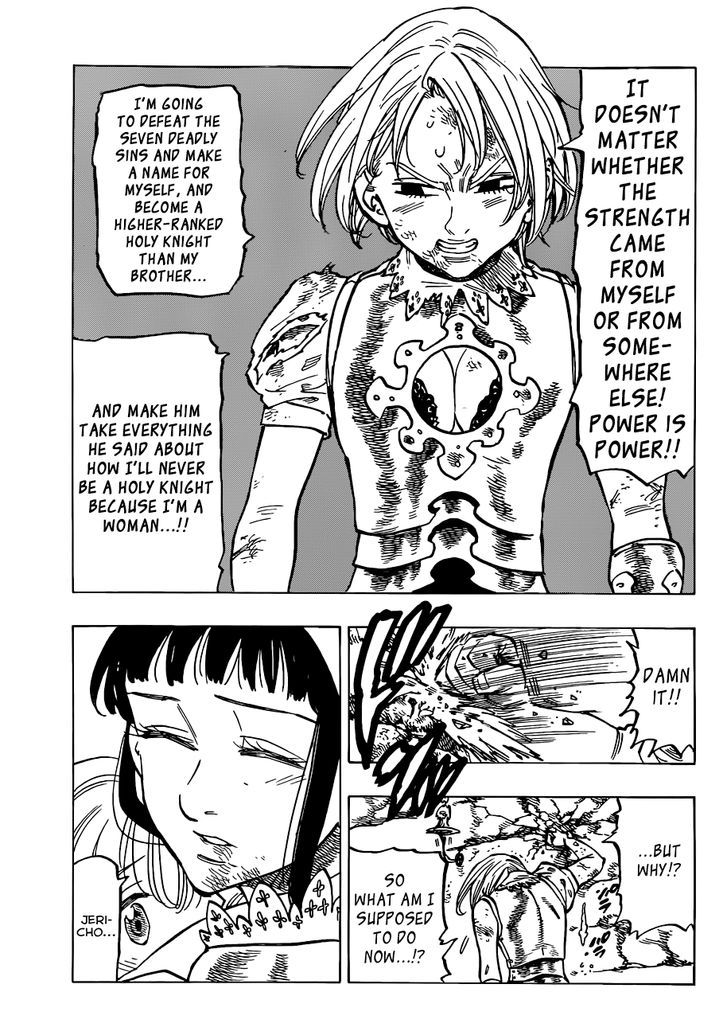 IT
DOESN'T
MATTER
WHETHER
THE
STRENGTH
CAME
FROM
MYSELF
OR FROM
SOME-
WHERE
ELSE!
POWER IS
POWER!!
I'M GOING
TO DEFEAT THE
SEVEN DEADLY
SINS AND MAKE
A NAME FOR
MYSELF, AND
BECOME A
HIGHER-RANKED
HOLY KNIGHT
THAN MY
BROTHER...
AND MAKE HIM
TAKE EVERYTHING
HE SAID ABOUT
HOW I'LL NEVER
BE A HOLY KNIGHT
BECAUSE I'M A
WOMAN...!!
DAMN
IT!!
...BUT
WHY!?
SO
WHAT AM I
SUPPOSED
TO DO
NOW...!?
JERI-
CHO...